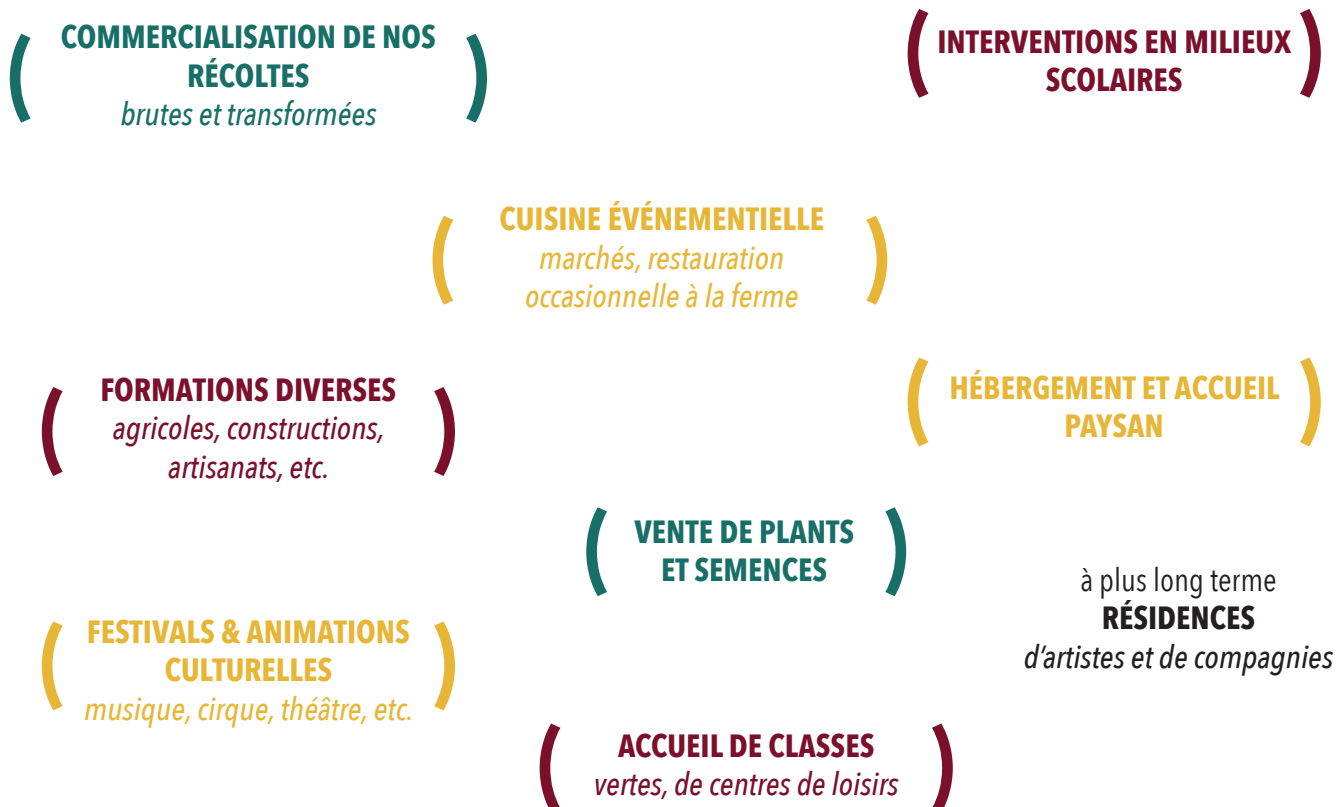 COMMERCIALISATION DE NOS
RÉCOLTES
brutes et transformées
INTERVENTIONS EN MILIEUX
SCOLAIRES
CUISINE ÉVÉNEMENTIELLE
marchés, restauration
occasionnelle à la ferme
FORMATIONS DIVERSES
agricoles, constructions,
artisanats, etc.
HÉBERGEMENT ET ACCUEIL
PAYSAN
VENTE DE PLANTS
ET SEMENCES
à plus long terme
RÉSIDENCES
d'artistes et de compagnies
FESTIVALS & ANIMATIONS
CULTURELLES
musique, cirque, théâtre, etc.
ACCUEIL DE CLASSES
vertes, de centres de loisirs